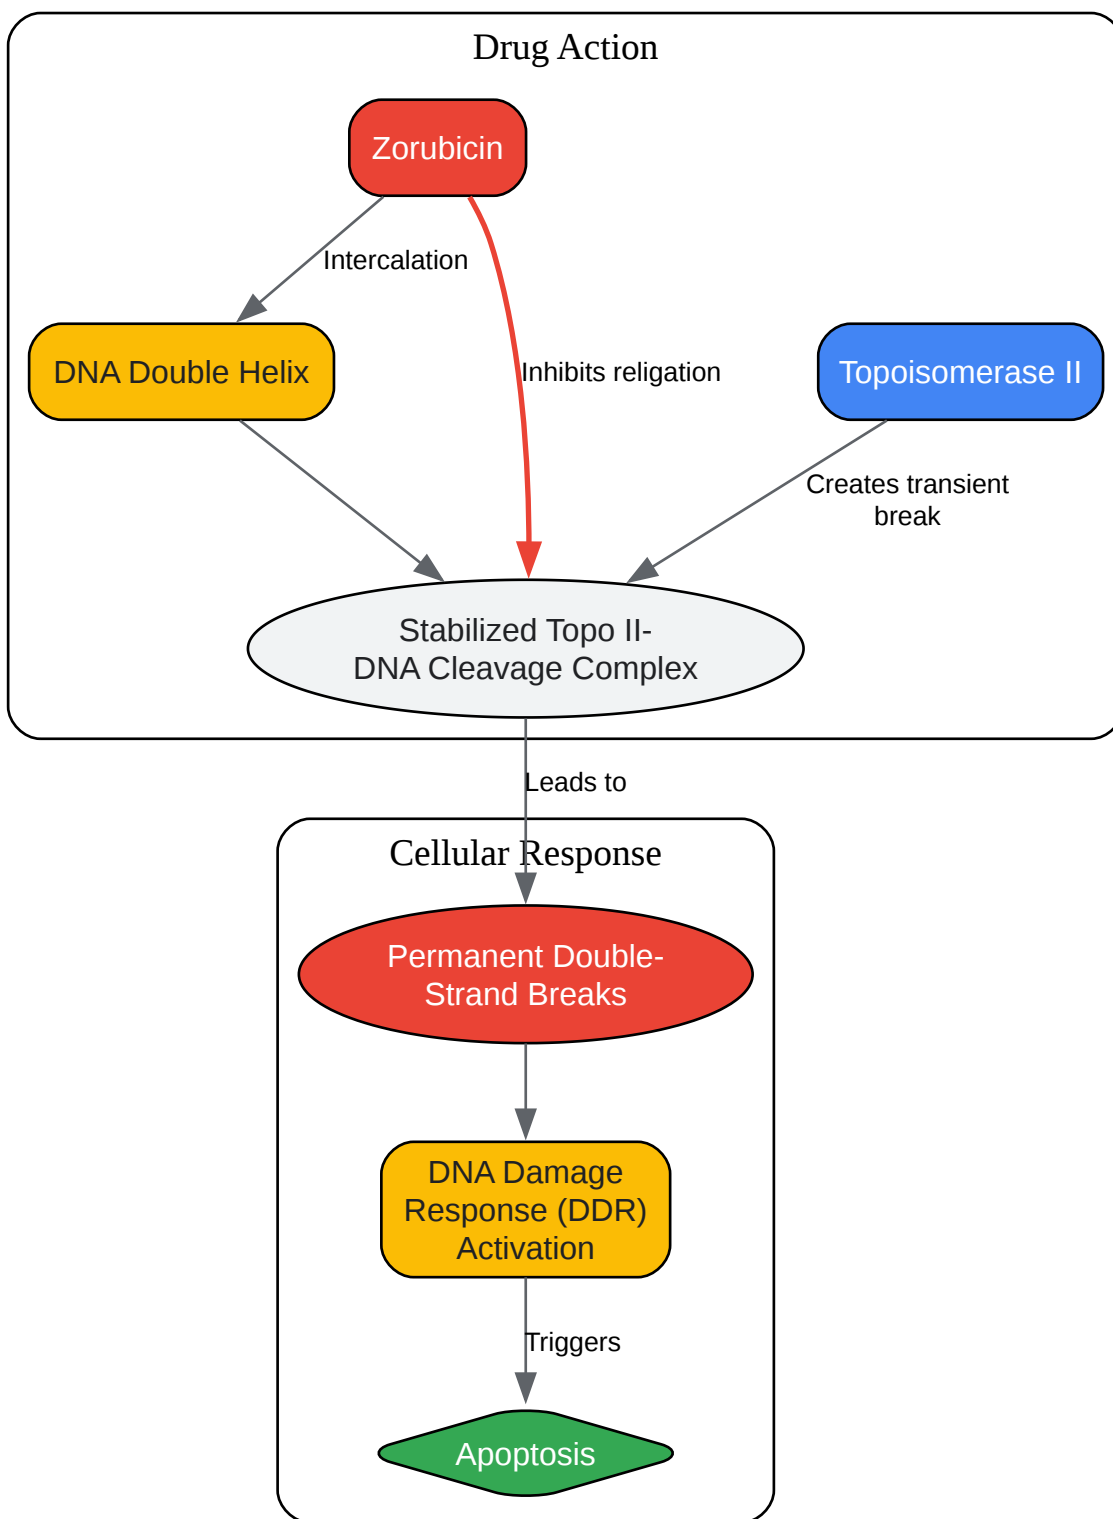 Drug Action
Zorubicin
Intercalation
DNA Double Helix
Inhibits religation
Topoisomerase II
Creates transient
break
Stabilized Topo II-
DNA Cleavage Complex
Leads to
Cellular Response
Permanent Double-
Strand Breaks
DNA Damage
Response (DDR)
Activation
Triggers
Apoptosis